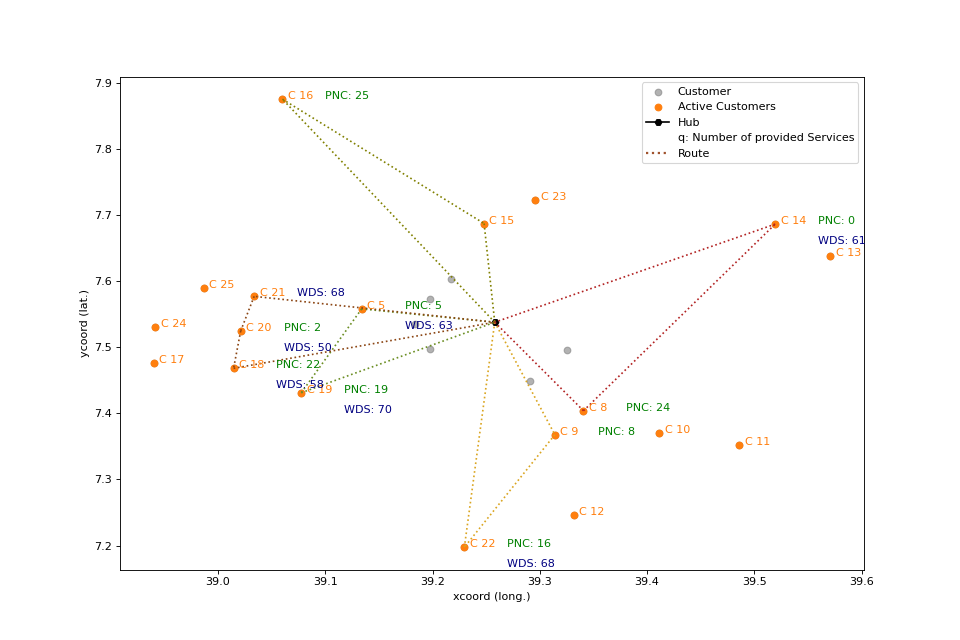 7.9
7.8
7.7
7.6
7.5
7.4
7.3
7.2
ycoord (lat.)
39.0
39.1
39.2
39.3
39.4
39.5
39.6
xcoord (long.)
Customer
Active Customers
Hub
q: Number of provided Services
Route
C 16 PNC: 25
C 23
C 15
C 14 PNC: 0
WDS: 61
C 13
C 25
C 21 WDS: 68
C 5 PNC: 5
WDS: 63
C 24
C 20 PNC: 2
WDS: 50
C 17
C 18 PNC: 22
WDS: 58
C 19 PNC: 19
WDS: 70
C 8 PNC: 24
C 9 PNC: 8
C 10
C 11
C 12
C 22 PNC: 16
WDS: 68